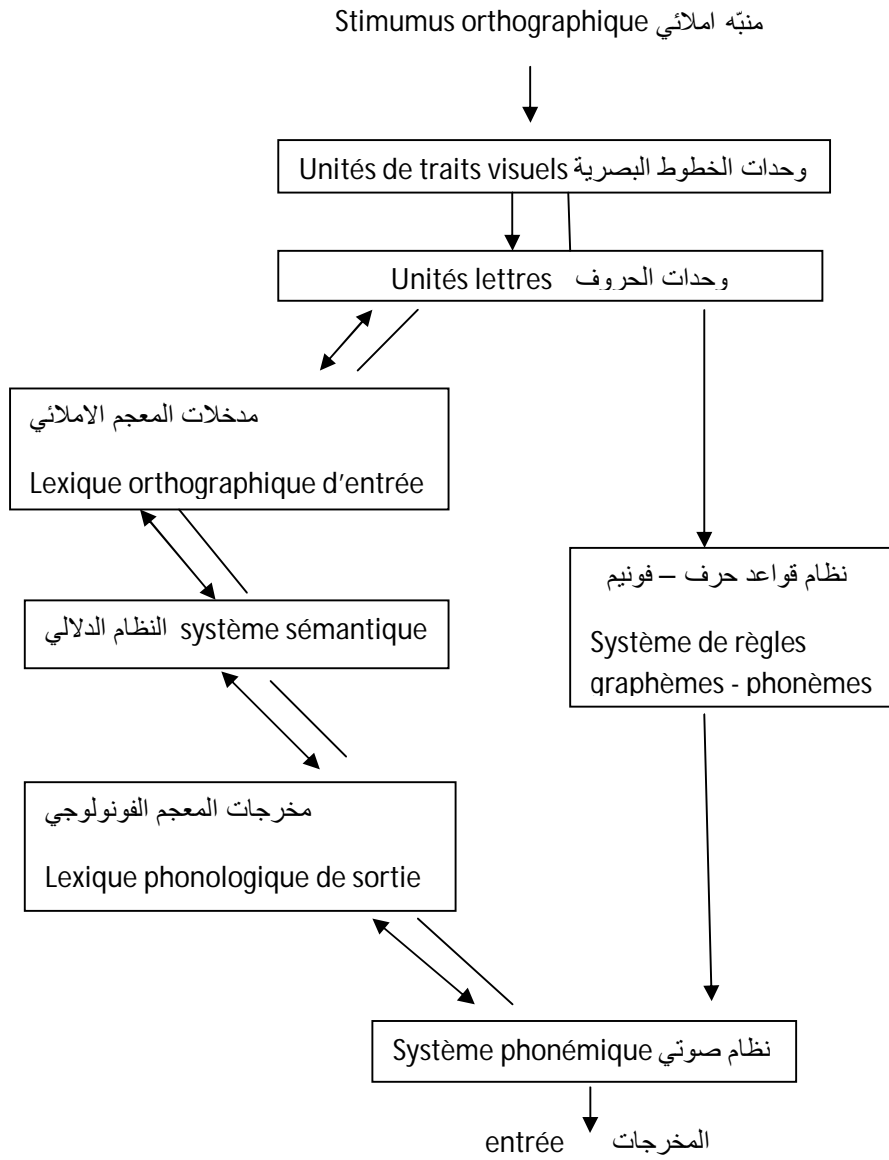 Stimumus orthographique منبّه املائي
Unités de traits visuels وحدات الخطوط البصرية
Unités lettres وحدات الحروف
مدخلات المعجم الاملائي
Lexique orthographique d'entrée
نظام قواعد حرف – فونيم
Système de règles
graphèmes - phonèmes
système sémantique النظام الدلالي
مخرجات المعجم الفونولوجي
Lexique phonologique de sortie
Système phonémique نظام صوتي
entrée المخرجات